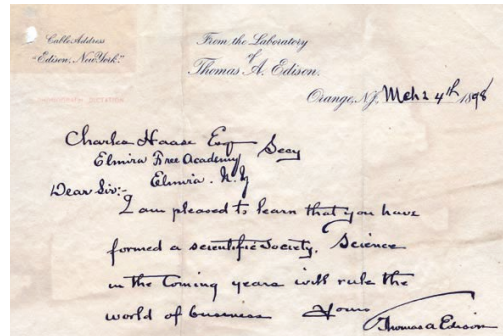 Cable Address
"Edison, New York."
From the Laboratory
of
Thomas A. Edison.
Orange, N.J. Mch 4th 1898
Charles Haase Esq Secy
Elmira Free Academy
Elmira. N.Y
Dear Sir:-
I am pleased to learn that you have
formed a scientific Society. Science
in the Coming years will rule the
world of business Yours
Thomas a Edison